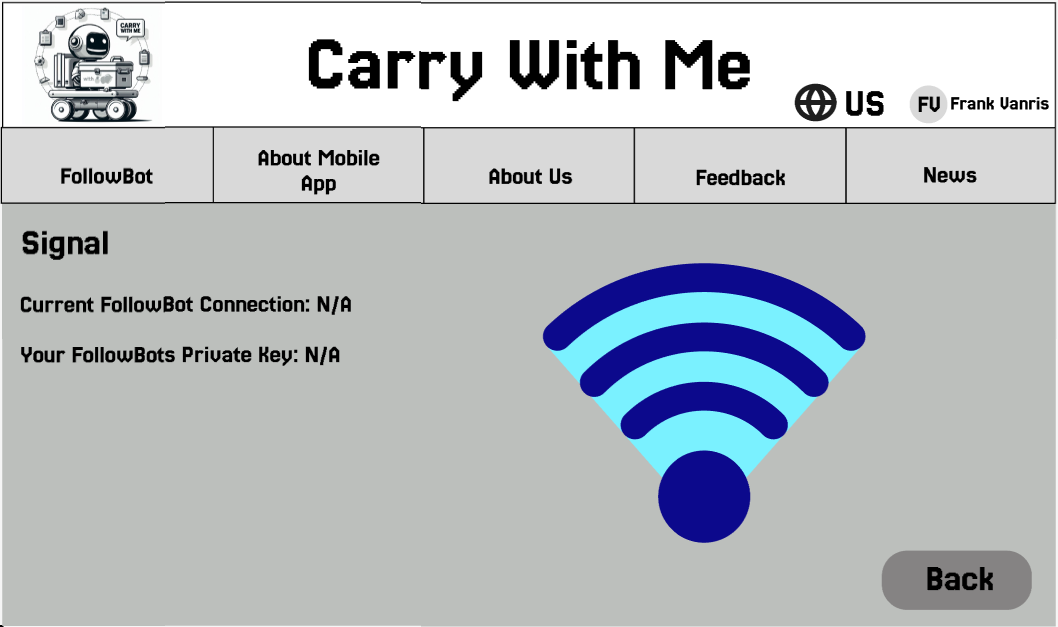 CARRY
WITH ME
with
Carry With Me
US
FV
Frank Vanris
FollowBot
About Mobile
App
About Us
Feedback
News
Signal
Current FollowBot Connection: N/A
Your FollowBots Private Key: N/A
Back